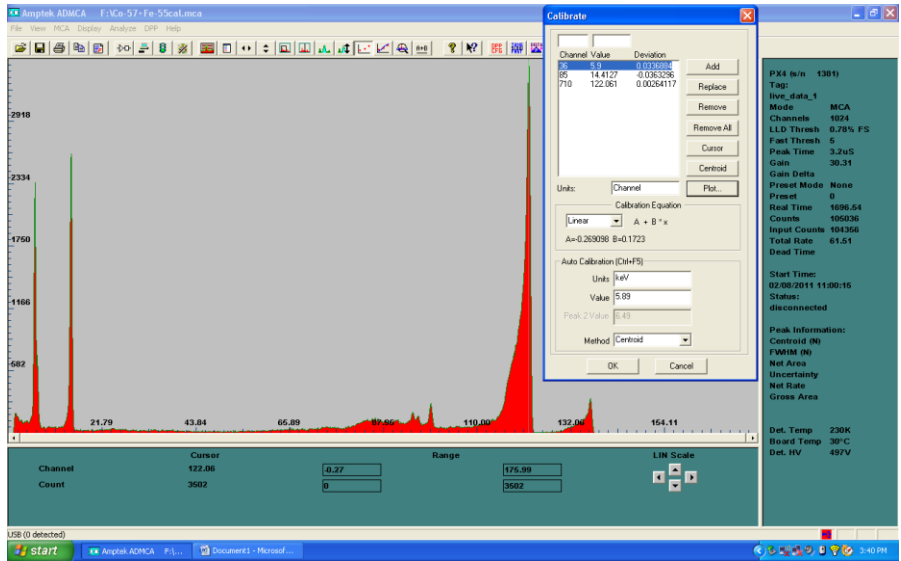 Amptek ADMCA F:\Co-57+Fe-55cal.mca
File View MCA Display Analyze DPP Help
2918
2334
1750
1166
582
21.79 43.84 65.89 87.95 110.00 132.06 154.11
Calibrate
Channel Value Deviation
36 5.9 0.0336884
85 14.4127 -0.0363296
710 122.061 0.00264117
Add
Replace
Remove
Remove All
Cursor
Centroid
Units: Channel Plot...
Calibration Equation
Linear A + B * x
A=-0.269098 B=0.1723
Auto Calibration (Ctrl+F5)
Units keV
Value 5.89
Peak 2 Value 6.49
Method Centroid
OK Cancel
PX4 (s/n 1381)
Tag:
live_data_1
Mode MCA
Channels 1024
LLD Thresh 0.78% FS
Fast Thresh 5
Peak Time 3.2uS
Gain 30.31
Gain Delta
Preset Mode None
Preset 0
Real Time 1696.54
Counts 105036
Input Counts 104356
Total Rate 61.51
Dead Time
Start Time:
02/08/2011 11:00:15
Status:
disconnected
Peak Information:
Centroid (N)
FWHM (N)
Net Area
Uncertainty
Net Rate
Gross Area
Det. Temp 230K
Board Temp 30°C
Det. HV 497V
Cursor Range LIN Scale
Channel 122.06 -0.27 175.99
Count 3502 0 3502
USB (0 detected)
start Amptek ADMCA F:\... Document1 - Microsof... 3:40 PM